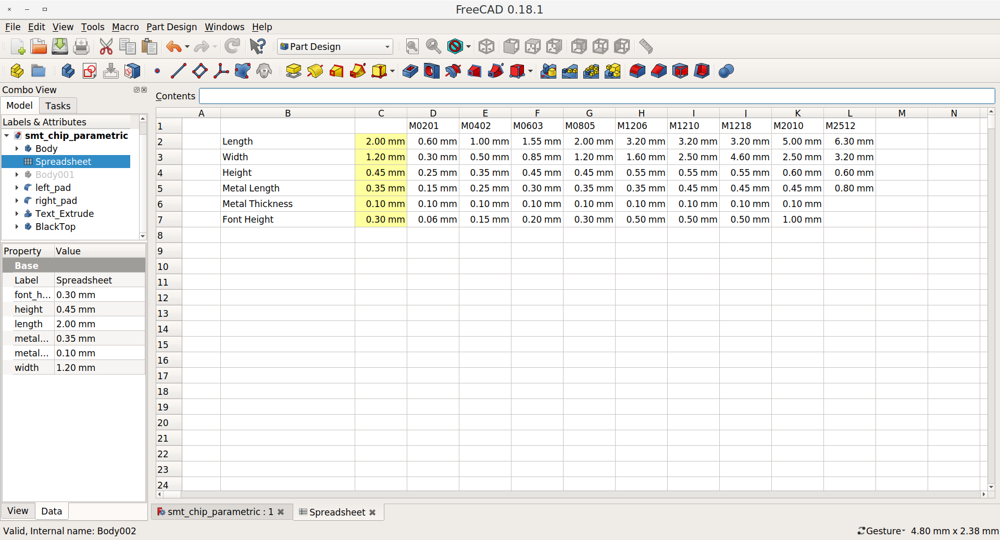 FreeCAD 0.18.1
File Edit View Tools Macro Part Design Windows Help
Part Design
Combo View
Model Tasks
Labels & Attributes
smt_chip_parametric
Body
Spreadsheet
Body001
left_pad
right_pad
Text_Extrude
BlackTop
Property Value
Base
Label Spreadsheet
font_h... 0.30 mm
height 0.45 mm
length 2.00 mm
metal... 0.35 mm
metal... 0.10 mm
width 1.20 mm
View Data
Contents
A B C D E F G H I J K L M N
1 M0201 M0402 M0603 M0805 M1206 M1210 M1218 M2010 M2512
2 Length 2.00 mm 0.60 mm 1.00 mm 1.55 mm 2.00 mm 3.20 mm 3.20 mm 3.20 mm 5.00 mm 6.30 mm
3 Width 1.20 mm 0.30 mm 0.50 mm 0.85 mm 1.20 mm 1.60 mm 2.50 mm 4.60 mm 2.50 mm 3.20 mm
4 Height 0.45 mm 0.25 mm 0.35 mm 0.45 mm 0.45 mm 0.55 mm 0.55 mm 0.55 mm 0.60 mm 0.60 mm
5 Metal Length 0.35 mm 0.15 mm 0.25 mm 0.30 mm 0.35 mm 0.35 mm 0.45 mm 0.45 mm 0.45 mm 0.80 mm
6 Metal Thickness 0.10 mm 0.10 mm 0.10 mm 0.10 mm 0.10 mm 0.10 mm 0.10 mm 0.10 mm 0.10 mm
7 Font Height 0.30 mm 0.06 mm 0.15 mm 0.20 mm 0.30 mm 0.50 mm 0.50 mm 0.50 mm 1.00 mm
8
9
10
11
12
13
14
15
16
17
18
19
20
21
22
23
24
smt_chip_parametric : 1 Spreadsheet
Valid, Internal name: Body002
Gesture 4.80 mm x 2.38 mm